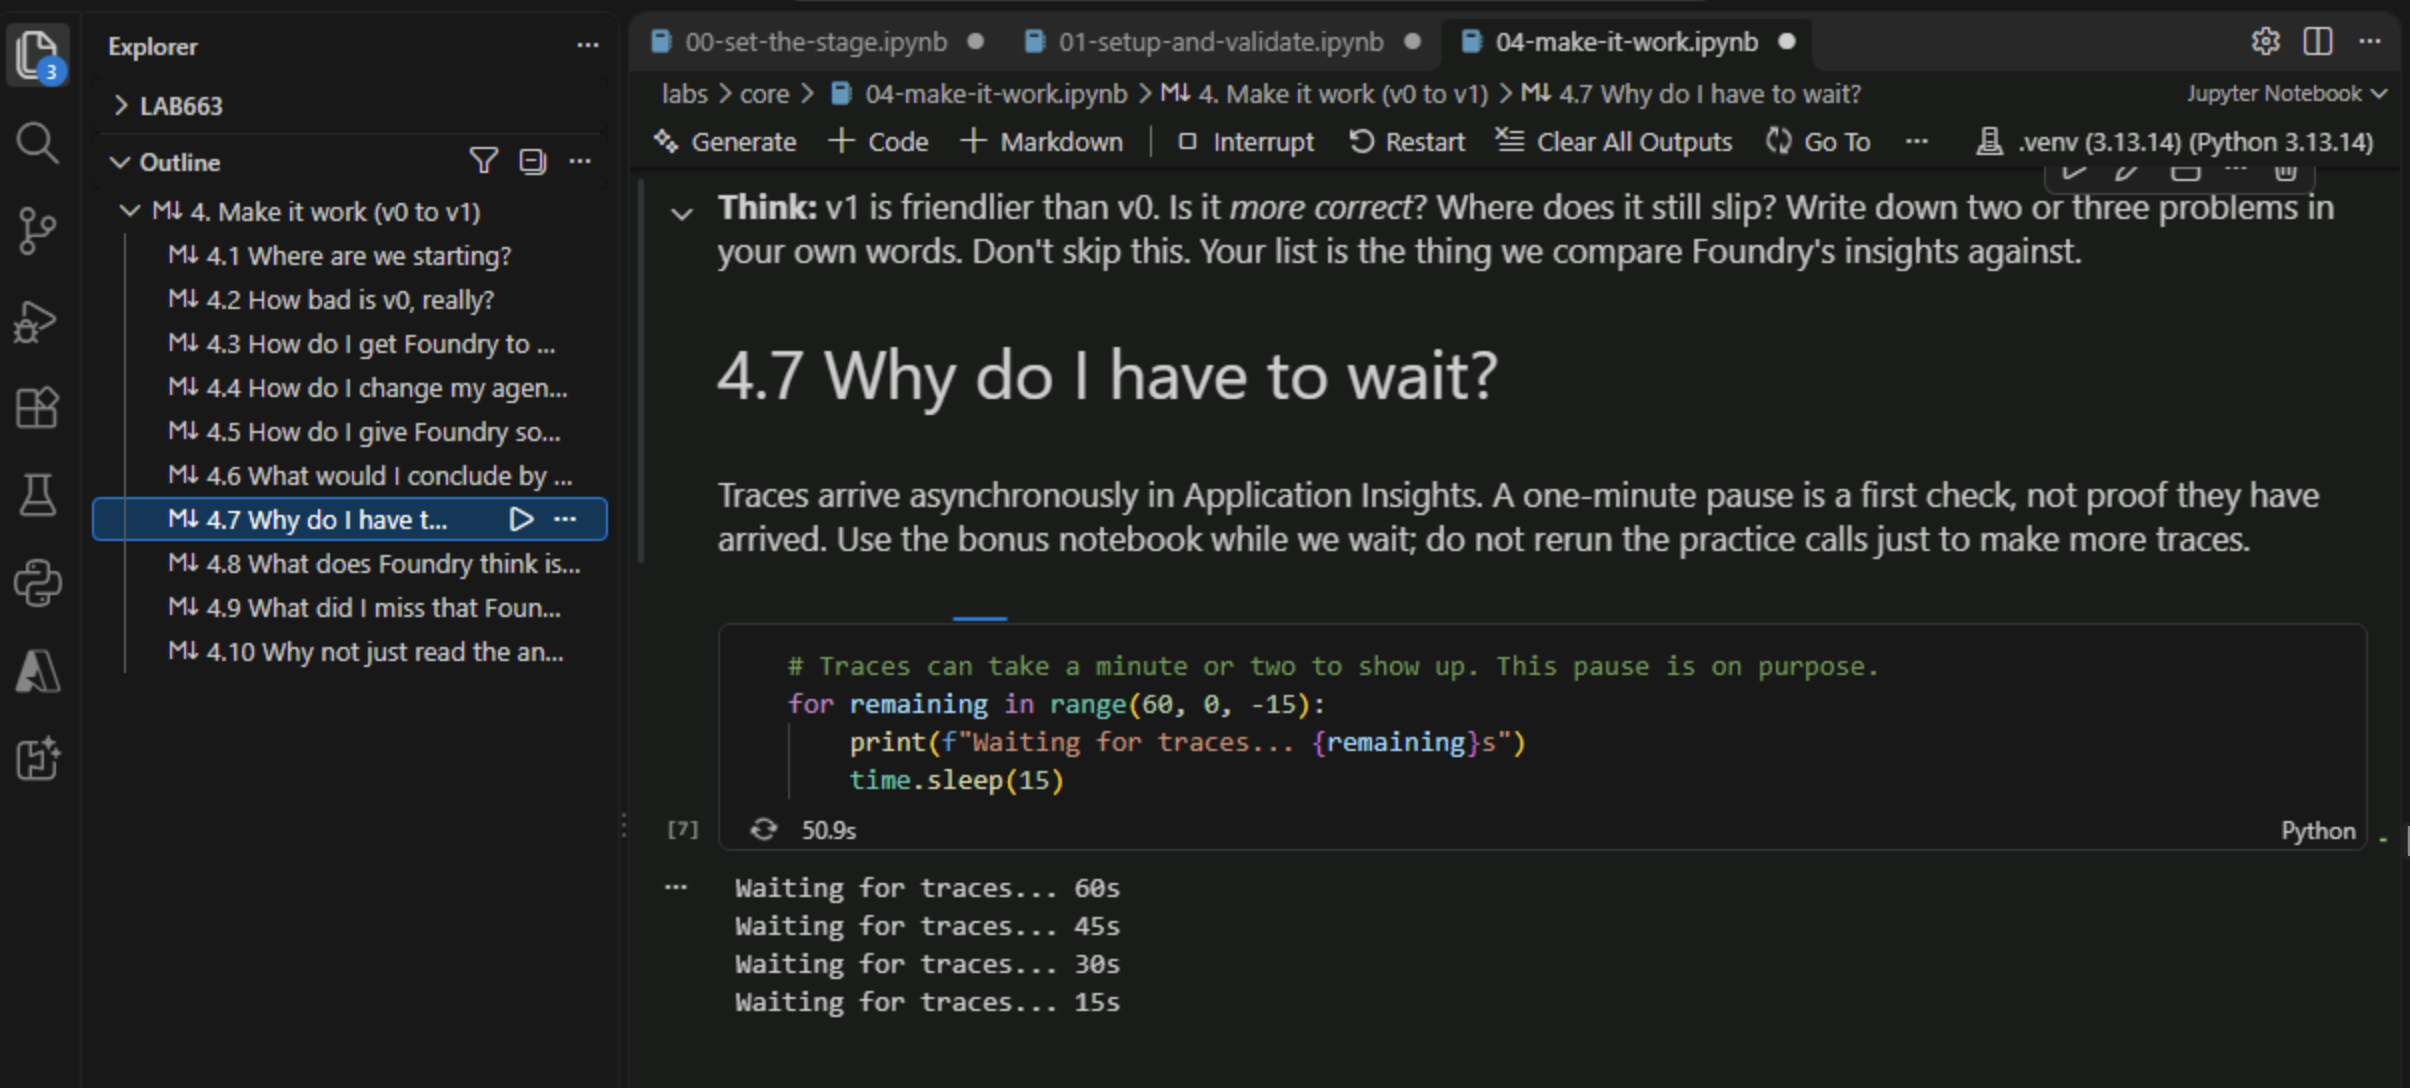 Explorer
3
LAB663
Outline
M↓ 4. Make it work (v0 to v1)
M↓ 4.1 Where are we starting?
M↓ 4.2 How bad is v0, really?
M↓ 4.3 How do I get Foundry to ...
M↓ 4.4 How do I change my agen...
M↓ 4.5 How do I give Foundry so...
M↓ 4.6 What would I conclude by ...
M↓ 4.7 Why do I have t...
M↓ 4.8 What does Foundry think is...
M↓ 4.9 What did I miss that Foun...
M↓ 4.10 Why not just read the an...
00-set-the-stage.ipynb 01-setup-and-validate.ipynb 04-make-it-work.ipynb
labs > core > 04-make-it-work.ipynb > M↓ 4. Make it work (v0 to v1) > M↓ 4.7 Why do I have to wait? Jupyter Notebook
Generate + Code + Markdown | Interrupt Restart Clear All Outputs Go To ... .venv (3.13.14) (Python 3.13.14)
Think: v1 is friendlier than v0. Is it more correct? Where does it still slip? Write down two or three problems in
your own words. Don't skip this. Your list is the thing we compare Foundry's insights against.
4.7 Why do I have to wait?
Traces arrive asynchronously in Application Insights. A one-minute pause is a first check, not proof they have
arrived. Use the bonus notebook while we wait; do not rerun the practice calls just to make more traces.
# Traces can take a minute or two to show up. This pause is on purpose.
for remaining in range(60, 0, -15):
    print(f"Waiting for traces... {remaining}s")
    time.sleep(15)
[7] 50.9s Python
Waiting for traces... 60s
Waiting for traces... 45s
Waiting for traces... 30s
Waiting for traces... 15s